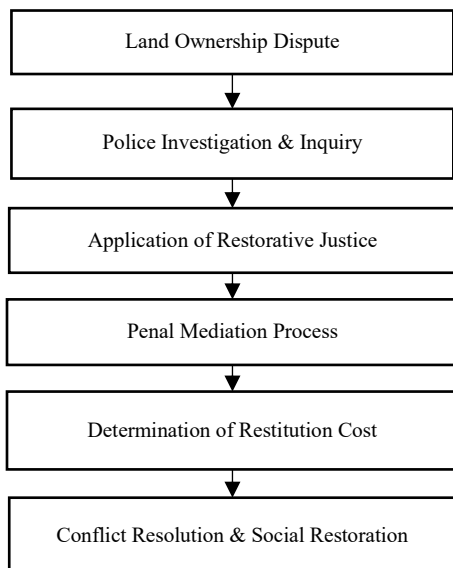 Land Ownership Dispute
Police Investigation & Inquiry
Application of Restorative Justice
Penal Mediation Process
Determination of Restitution Cost
Conflict Resolution & Social Restoration